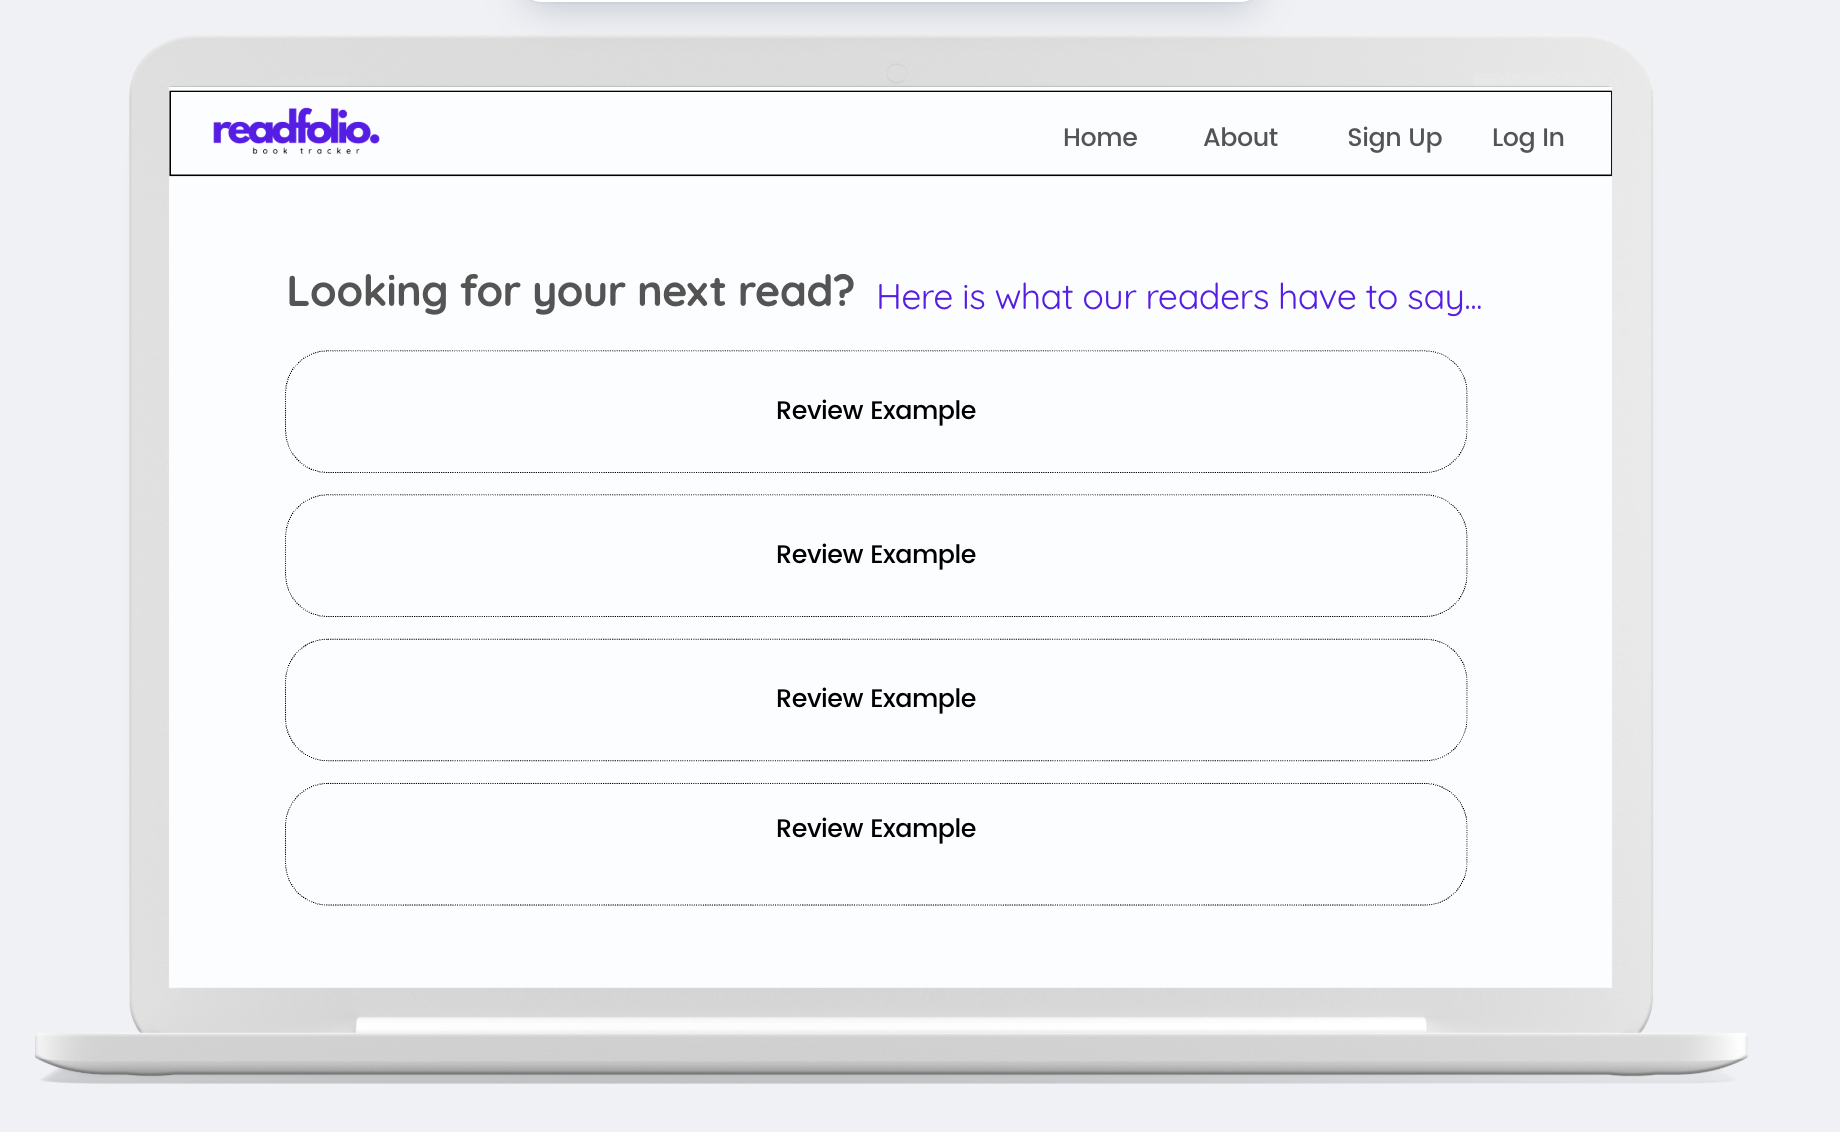 readfolio.
book tracker
Home About Sign Up Log In
Looking for your next read? Here is what our readers have to say...
Review Example
Review Example
Review Example
Review Example